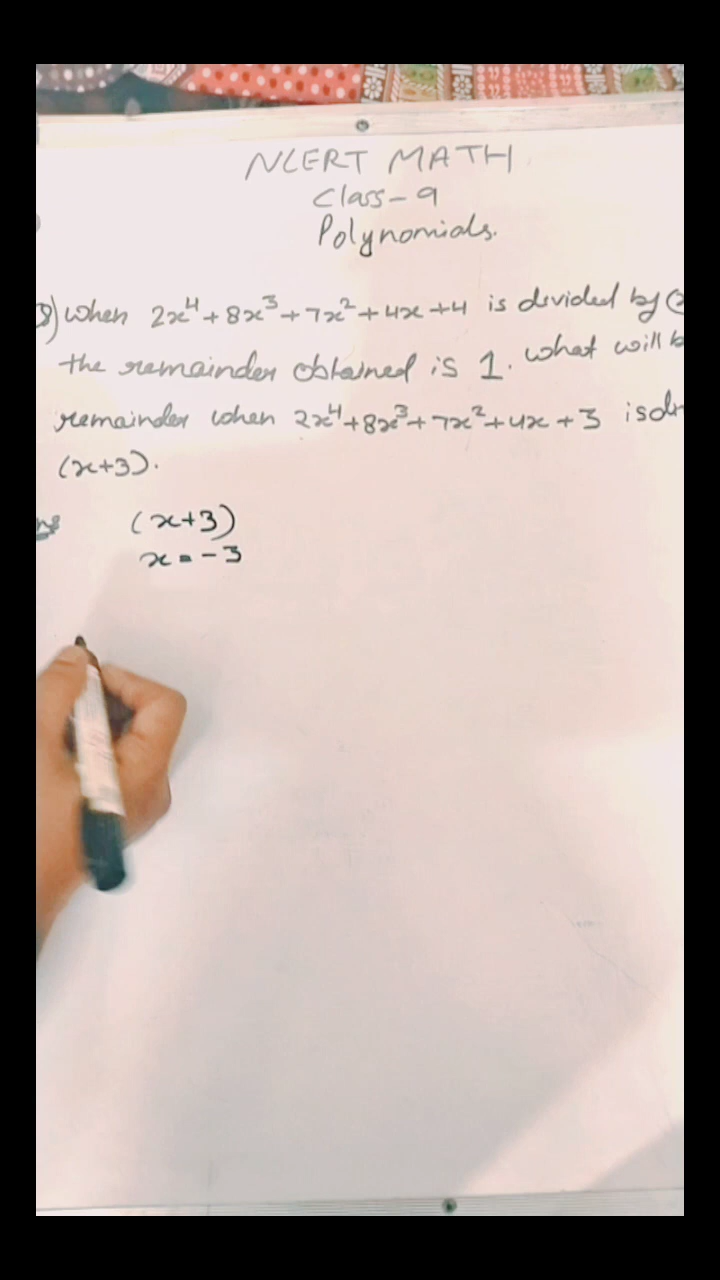 NCERT MATH
Class-9
Polynomials.
8) When 2x⁴+8x³+7x²+4x+4 is divided by (
the remainder obtained is 1. what will
remainder when 2x⁴+8x³+7x²+4x+3 is
(x+3).
(x+3)
x = -3